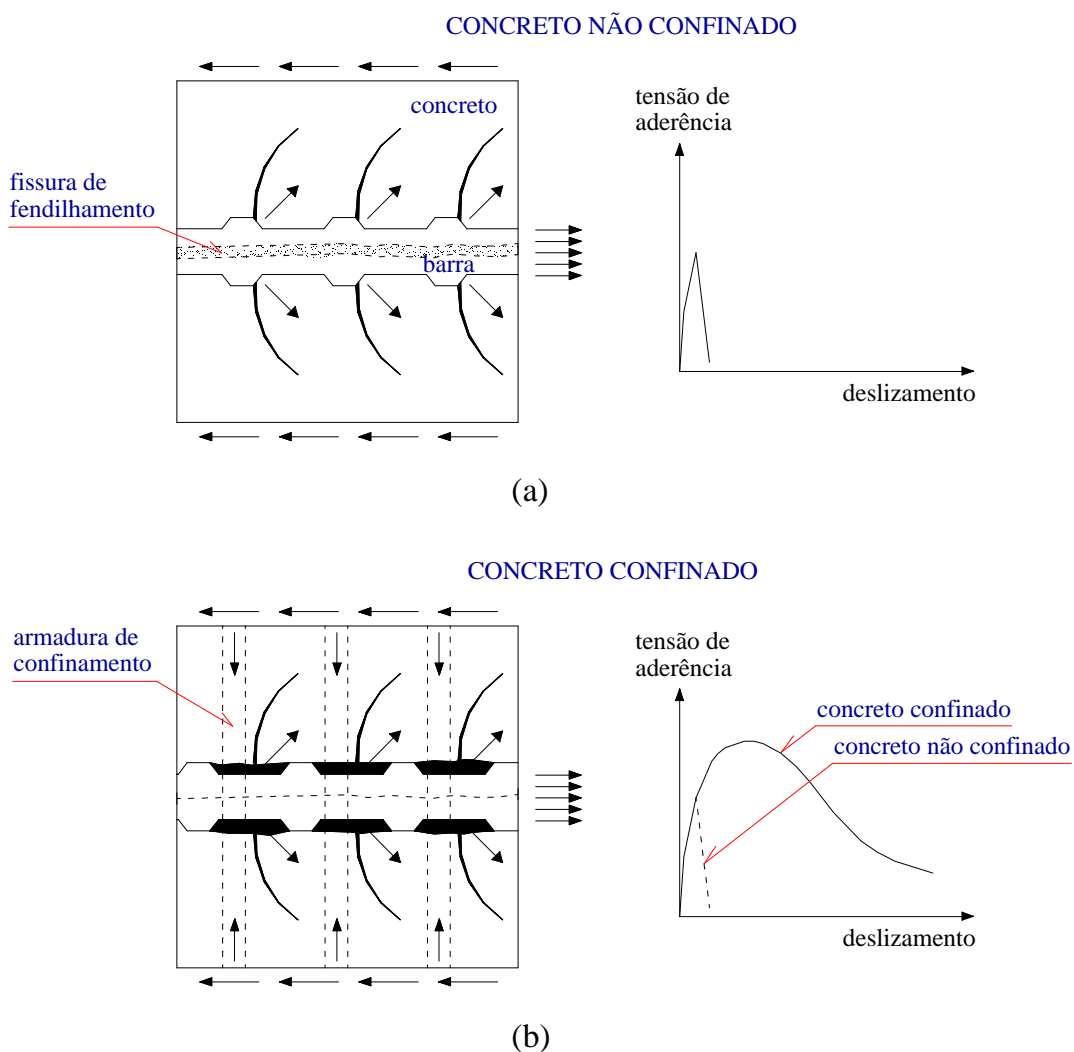 CONCRETO NÃO CONFINADO
concreto
tensão de
aderência
fissura de
fendilhamento
barra
deslizamento
(a)
CONCRETO CONFINADO
armadura de
confinamento
tensão de
aderência
concreto confinado
concreto não confinado
deslizamento
(b)